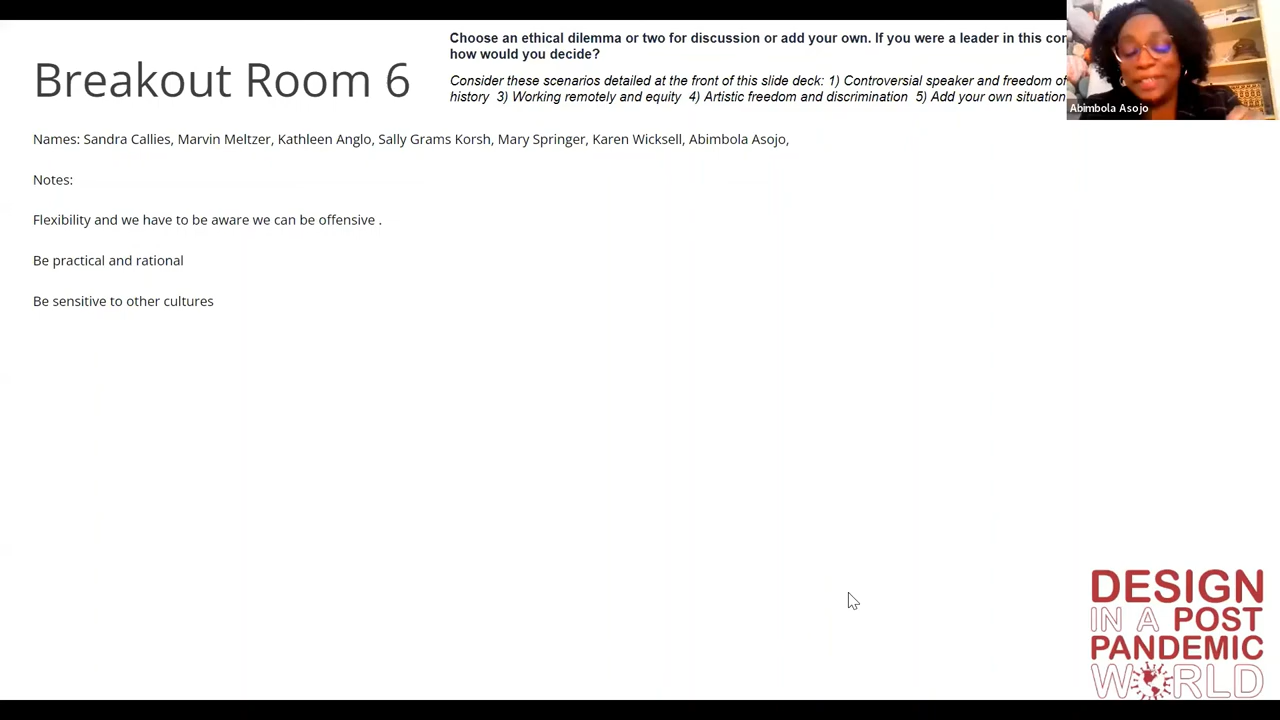 Breakout Room 6
Choose an ethical dilemma or two for discussion or add your own. If you were a leader in this
how would you decide?
Consider these scenarios detailed at the front of this slide deck: 1) Controversial speaker and freedom of
history 3) Working remotely and equity 4) Artistic freedom and discrimination 5) Add your own situation
Abimbola Asojo
Names: Sandra Callies, Marvin Meltzer, Kathleen Anglo, Sally Grams Korsh, Mary Springer, Karen Wicksell, Abimbola Asojo,
Notes:
Flexibility and we have to be aware we can be offensive .
Be practical and rational
Be sensitive to other cultures
DESIGN
IN A POST
PANDEMIC
WORLD